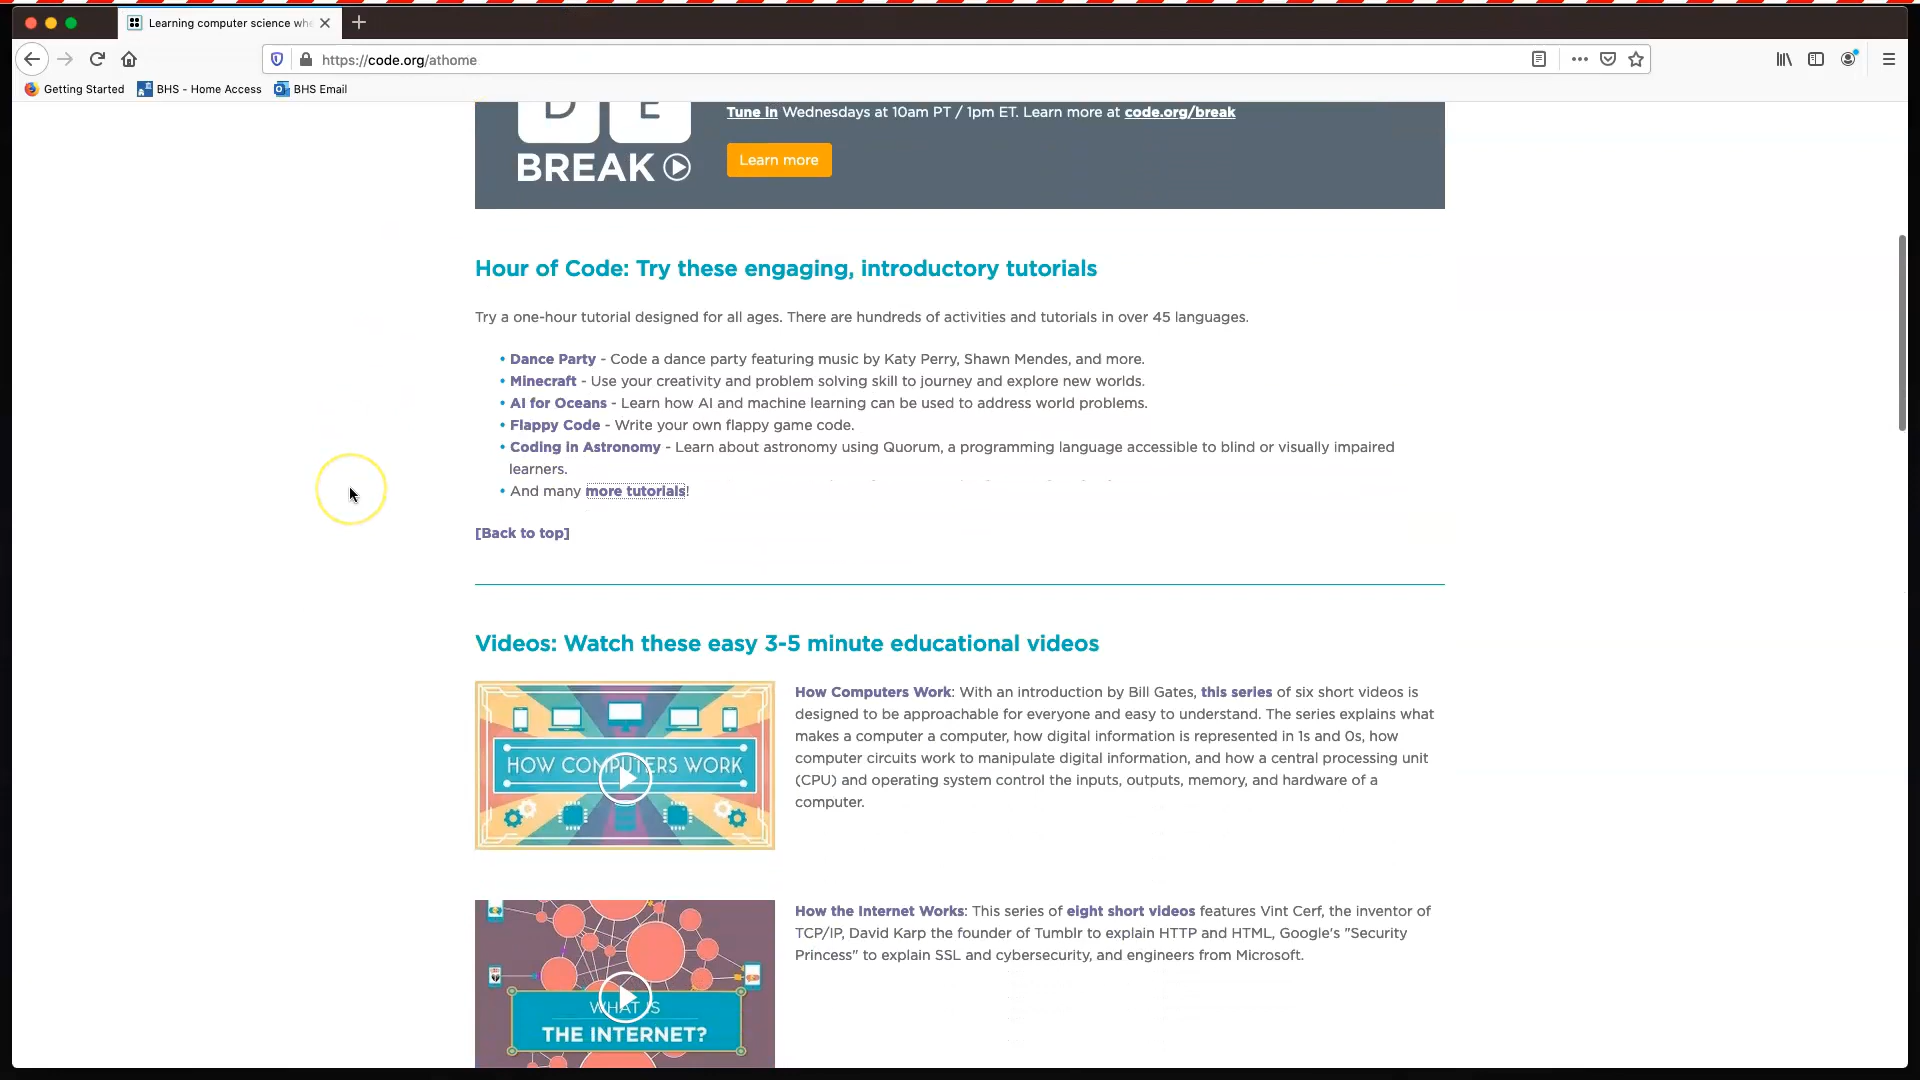 Learning computer science whe
https://code.org/athome
Getting Started
BHS - Home Access
BHS Email
D E
BREAK
Tune in Wednesdays at 10am PT / 1pm ET. Learn more at code.org/break
Learn more
Hour of Code: Try these engaging, introductory tutorials
Try a one-hour tutorial designed for all ages. There are hundreds of activities and tutorials in over 45 languages.
• Dance Party - Code a dance party featuring music by Katy Perry, Shawn Mendes, and more.
• Minecraft - Use your creativity and problem solving skill to journey and explore new worlds.
• AI for Oceans - Learn how AI and machine learning can be used to address world problems.
• Flappy Code - Write your own flappy game code.
• Coding in Astronomy - Learn about astronomy using Quorum, a programming language accessible to blind or visually impaired
learners.
• And many more tutorials!
[Back to top]
Videos: Watch these easy 3-5 minute educational videos
HOW COMPUTERS WORK
How Computers Work: With an introduction by Bill Gates, this series of six short videos is
designed to be approachable for everyone and easy to understand. The series explains what
makes a computer a computer, how digital information is represented in 1s and 0s, how
computer circuits work to manipulate digital information, and how a central processing unit
(CPU) and operating system control the inputs, outputs, memory, and hardware of a
computer.
WHAT IS
THE INTERNET?
How the Internet Works: This series of eight short videos features Vint Cerf, the inventor of
TCP/IP, David Karp the founder of Tumblr to explain HTTP and HTML, Google's "Security
Princess" to explain SSL and cybersecurity, and engineers from Microsoft.